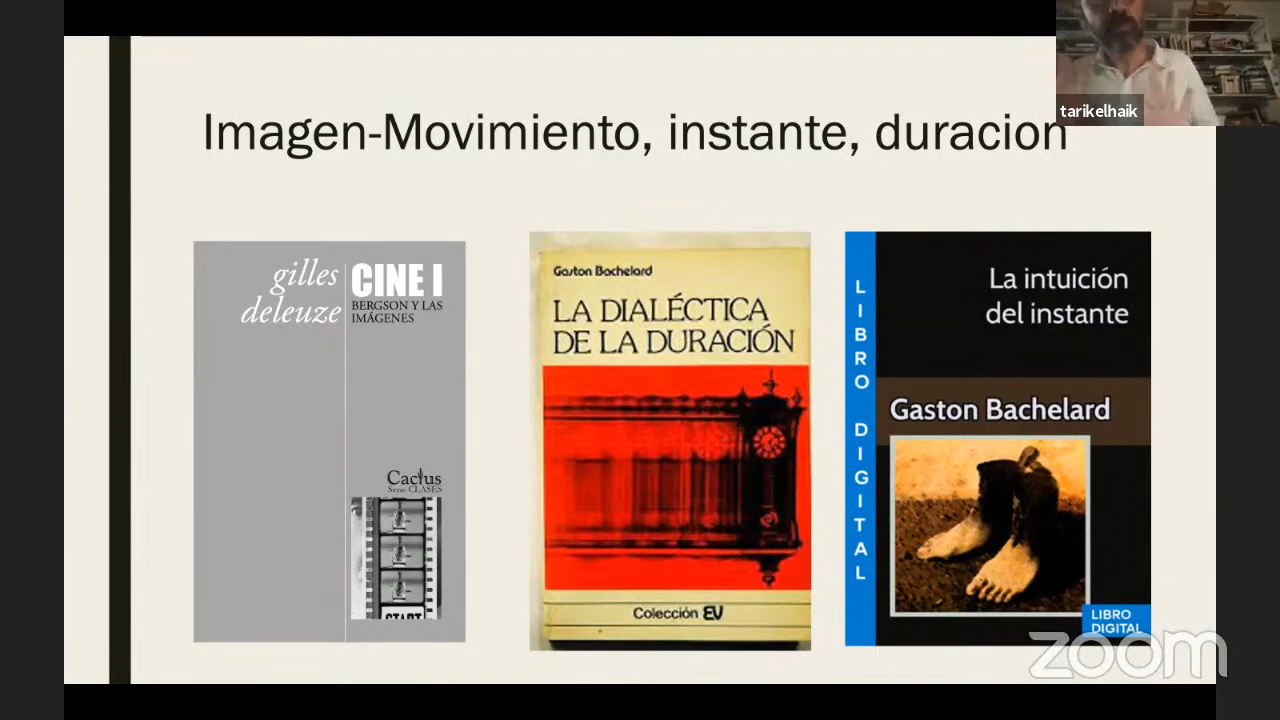 tarikelhaik
Imagen-Movimiento, instante, duracion
gilles
deleuze
CINE I
BERGSON Y LAS
IMÁGENES
Cactus
Serie CLASES
START
Gaston Bachelard
LA DIALÉCTICA
DE LA DURACIÓN
Colección EV
LIBRO DIGITAL
La intuición
del instante
Gaston Bachelard
LIBRO
DIGITAL
zoom